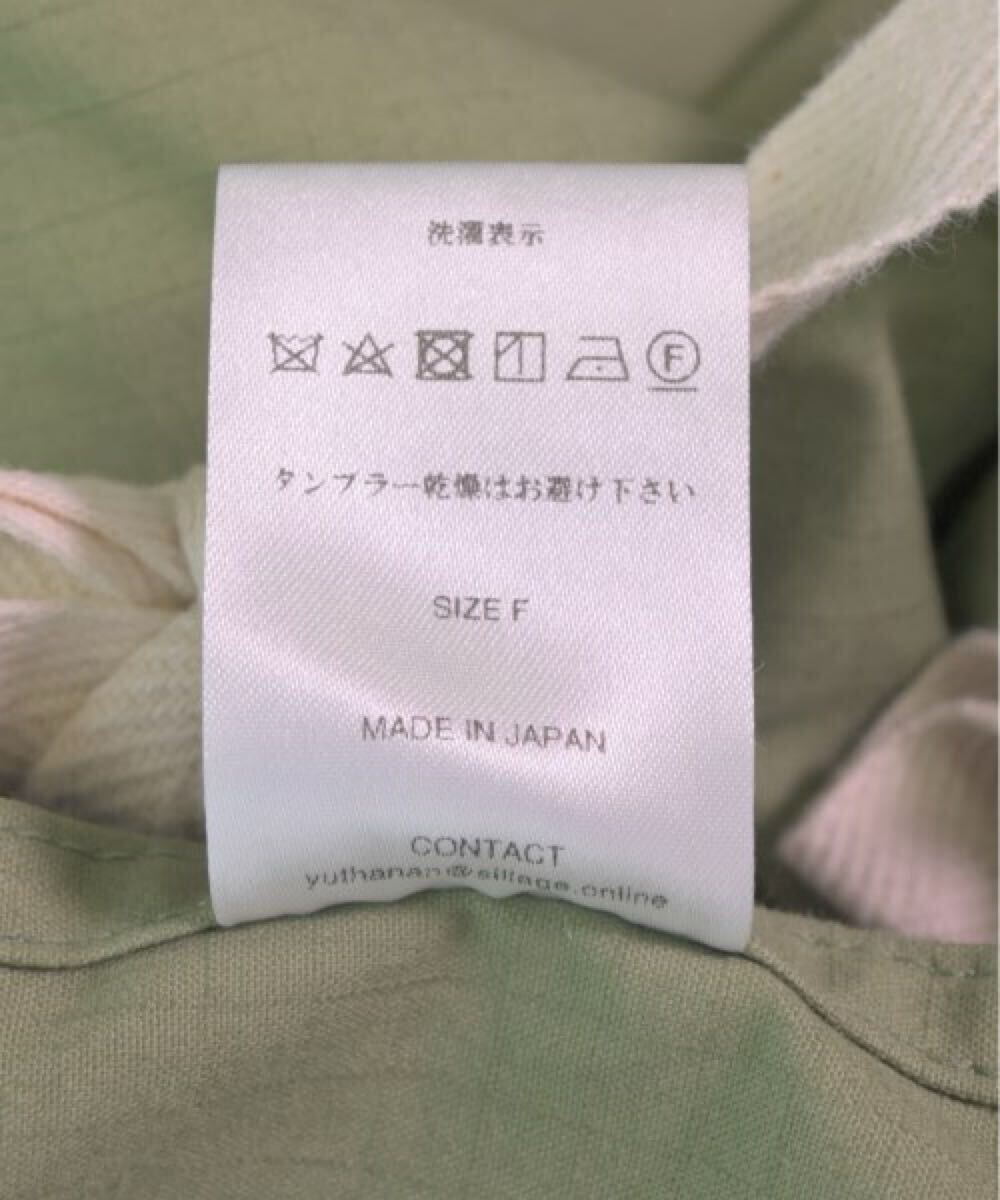 洗濯表示
F
タンブラー乾燥はお避け下さい
SIZE F
MADE IN JAPAN
CONTACT
yuthanan@sillage.online